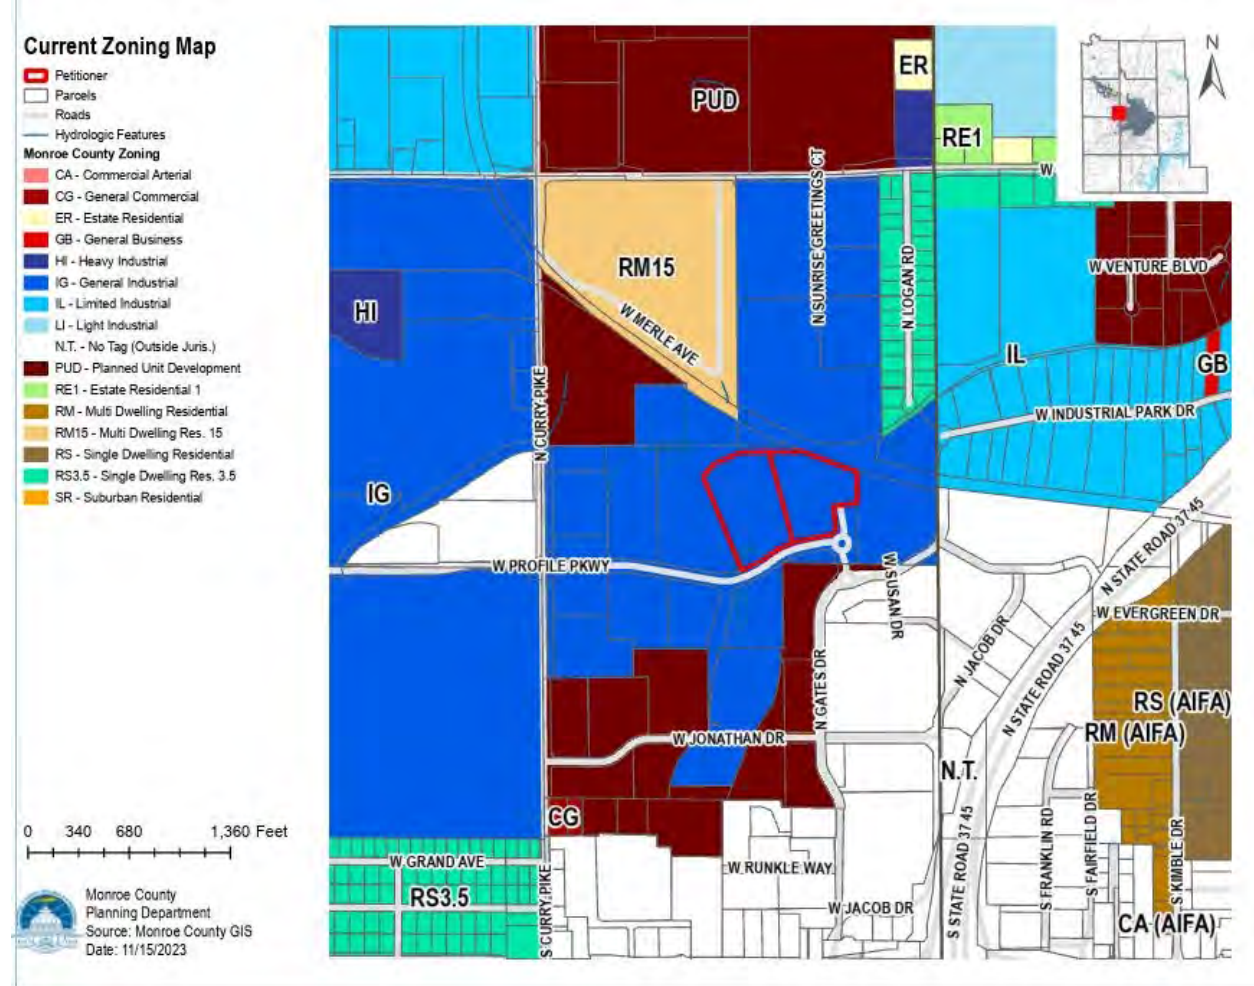 Current Zoning Map
Petitioner
Parcels
Roads
Hydrologic Features
Monroe County Zoning
CA - Commercial Arterial
CG - General Commercial
ER - Estate Residential
GB - General Business
HI - Heavy Industrial
IG - General Industrial
IL - Limited Industrial
LI - Light Industrial
N.T. - No Tag (Outside Juris.)
PUD - Planned Unit Development
RE1 - Estate Residential 1
RM - Multi Dwelling Residential
RM15 - Multi Dwelling Res. 15
RS - Single Dwelling Residential
RS3.5 - Single Dwelling Res. 3.5
SR - Suburban Residential
0 340 680 1,360 Feet
Monroe County
Planning Department
Source: Monroe County GIS
Date: 11/15/2023
N
ER
PUD
RE1
W
N SUNRISE GREETINGS CT
N LOGAN RD
RM15
W VENTURE BLVD
HI
W MERLE AVE
IL
GB
N CURRY PIKE
W INDUSTRIAL PARK DR
IG
N STATE ROAD 37 45
W PROFILE PKWY
W SUSAN DR
W EVERGREEN DR
N JACOB DR
N STATE ROAD 37 45
N GATES DR
RS (AIFA)
RM (AIFA)
W JONATHAN DR
N.T.
CG
W GRAND AVE
W RUNKLE WAY
RS3.5
S CURRY PIKE
W JACOB DR
S STATE ROAD 37 45
S FRANKLIN RD
S FAIRFIELD DR
S KIMBLE DR
CA (AIFA)